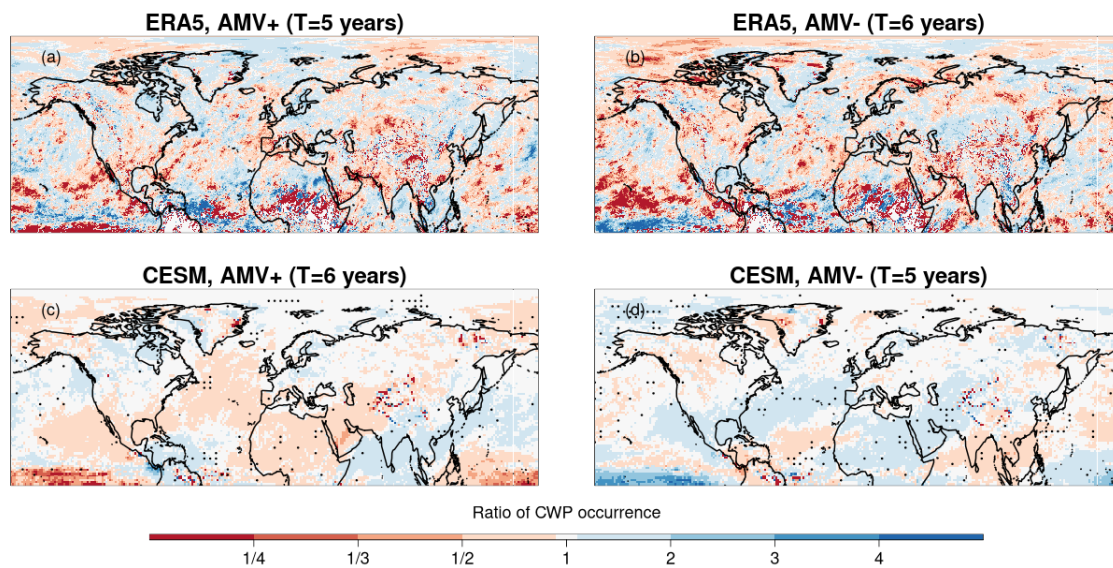 ERA5, AMV+ (T=5 years)
ERA5, AMV- (T=6 years)
(a)
(b)
CESM, AMV+ (T=6 years)
CESM, AMV- (T=5 years)
(c)
(d)
Ratio of CWP occurrence
1/4 1/3 1/2 1 2 3 4